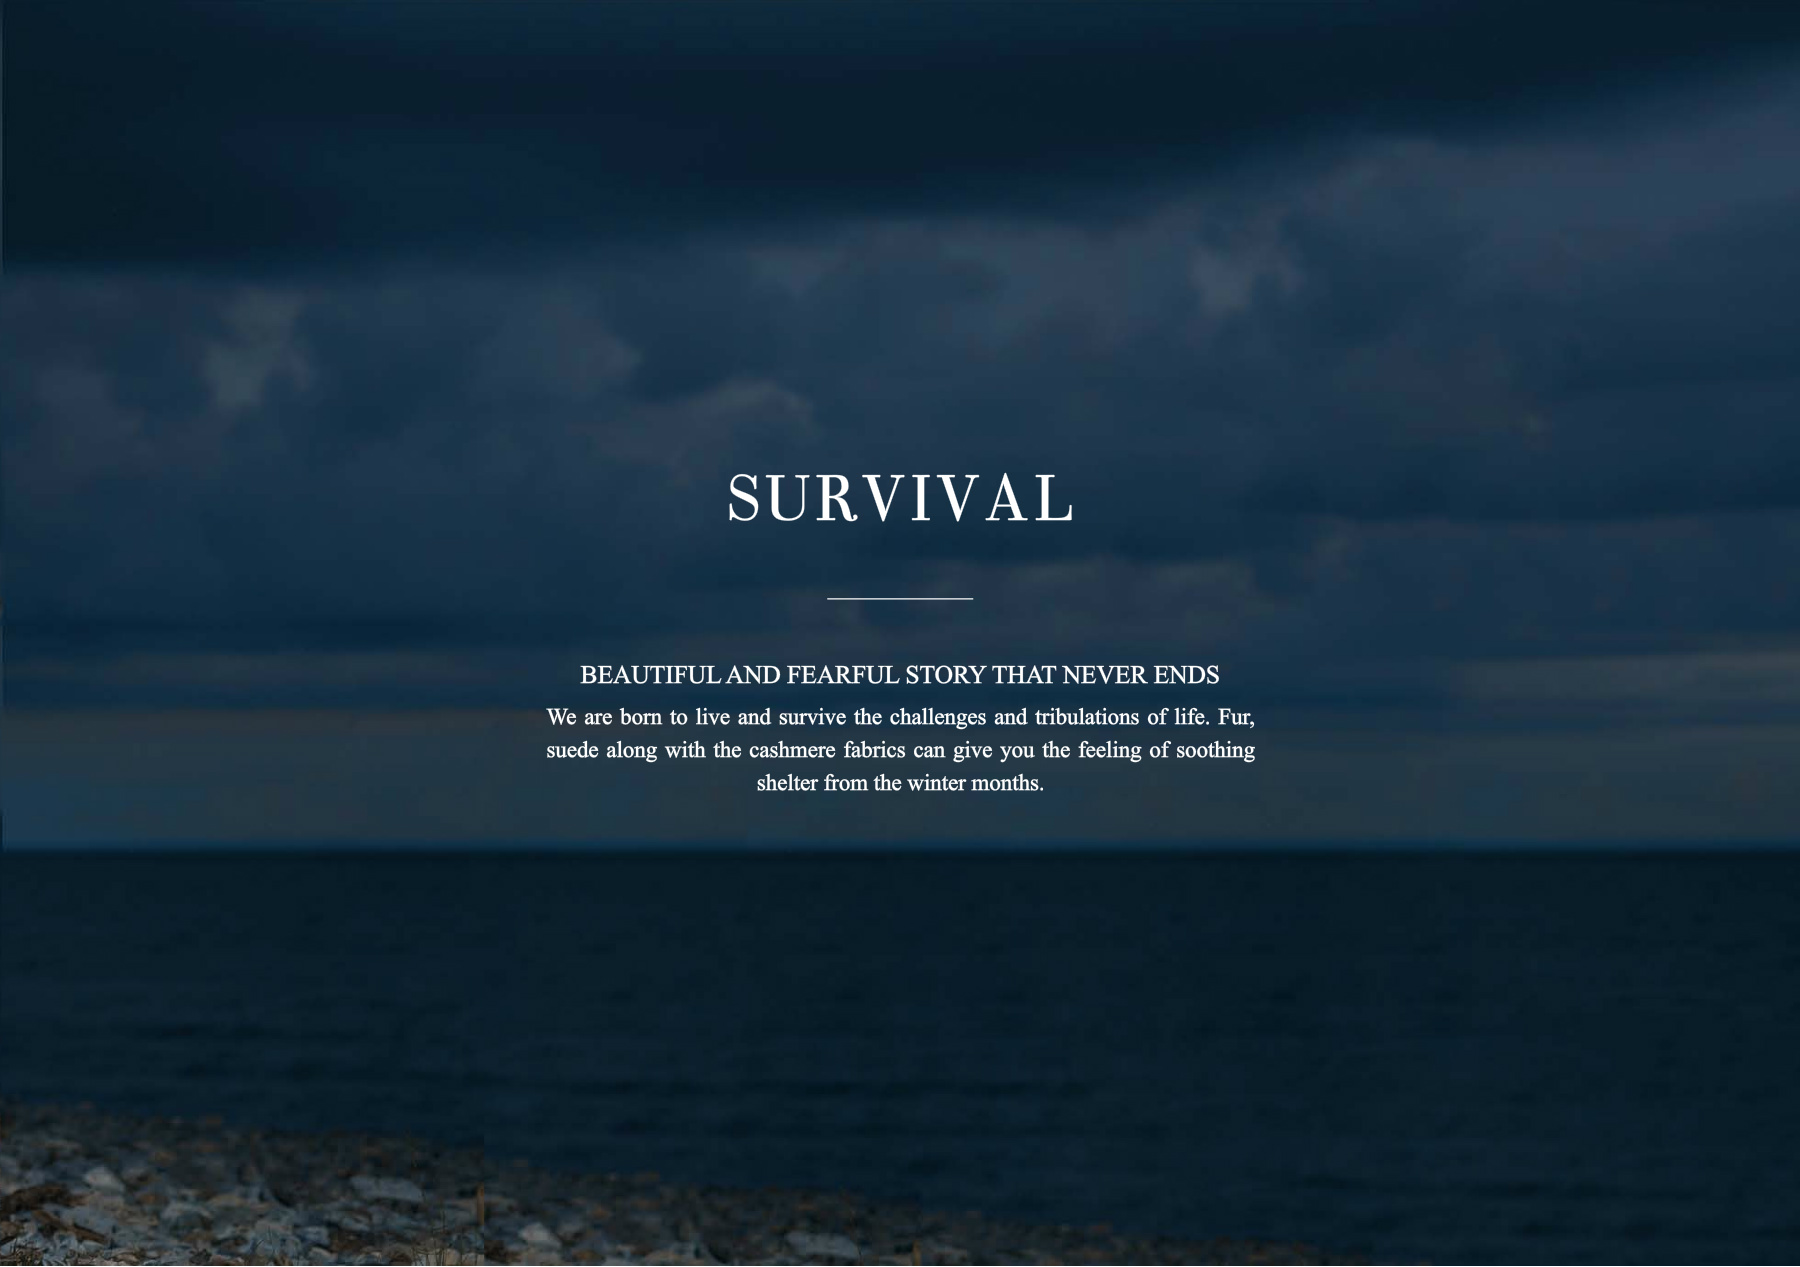 SURVIVAL
BEAUTIFUL AND FEARFUL STORY THAT NEVER ENDS
We are born to live and survive the challenges and tribulations of life. Fur,
suede along with the cashmere fabrics can give you the feeling of soothing
shelter from the winter months.